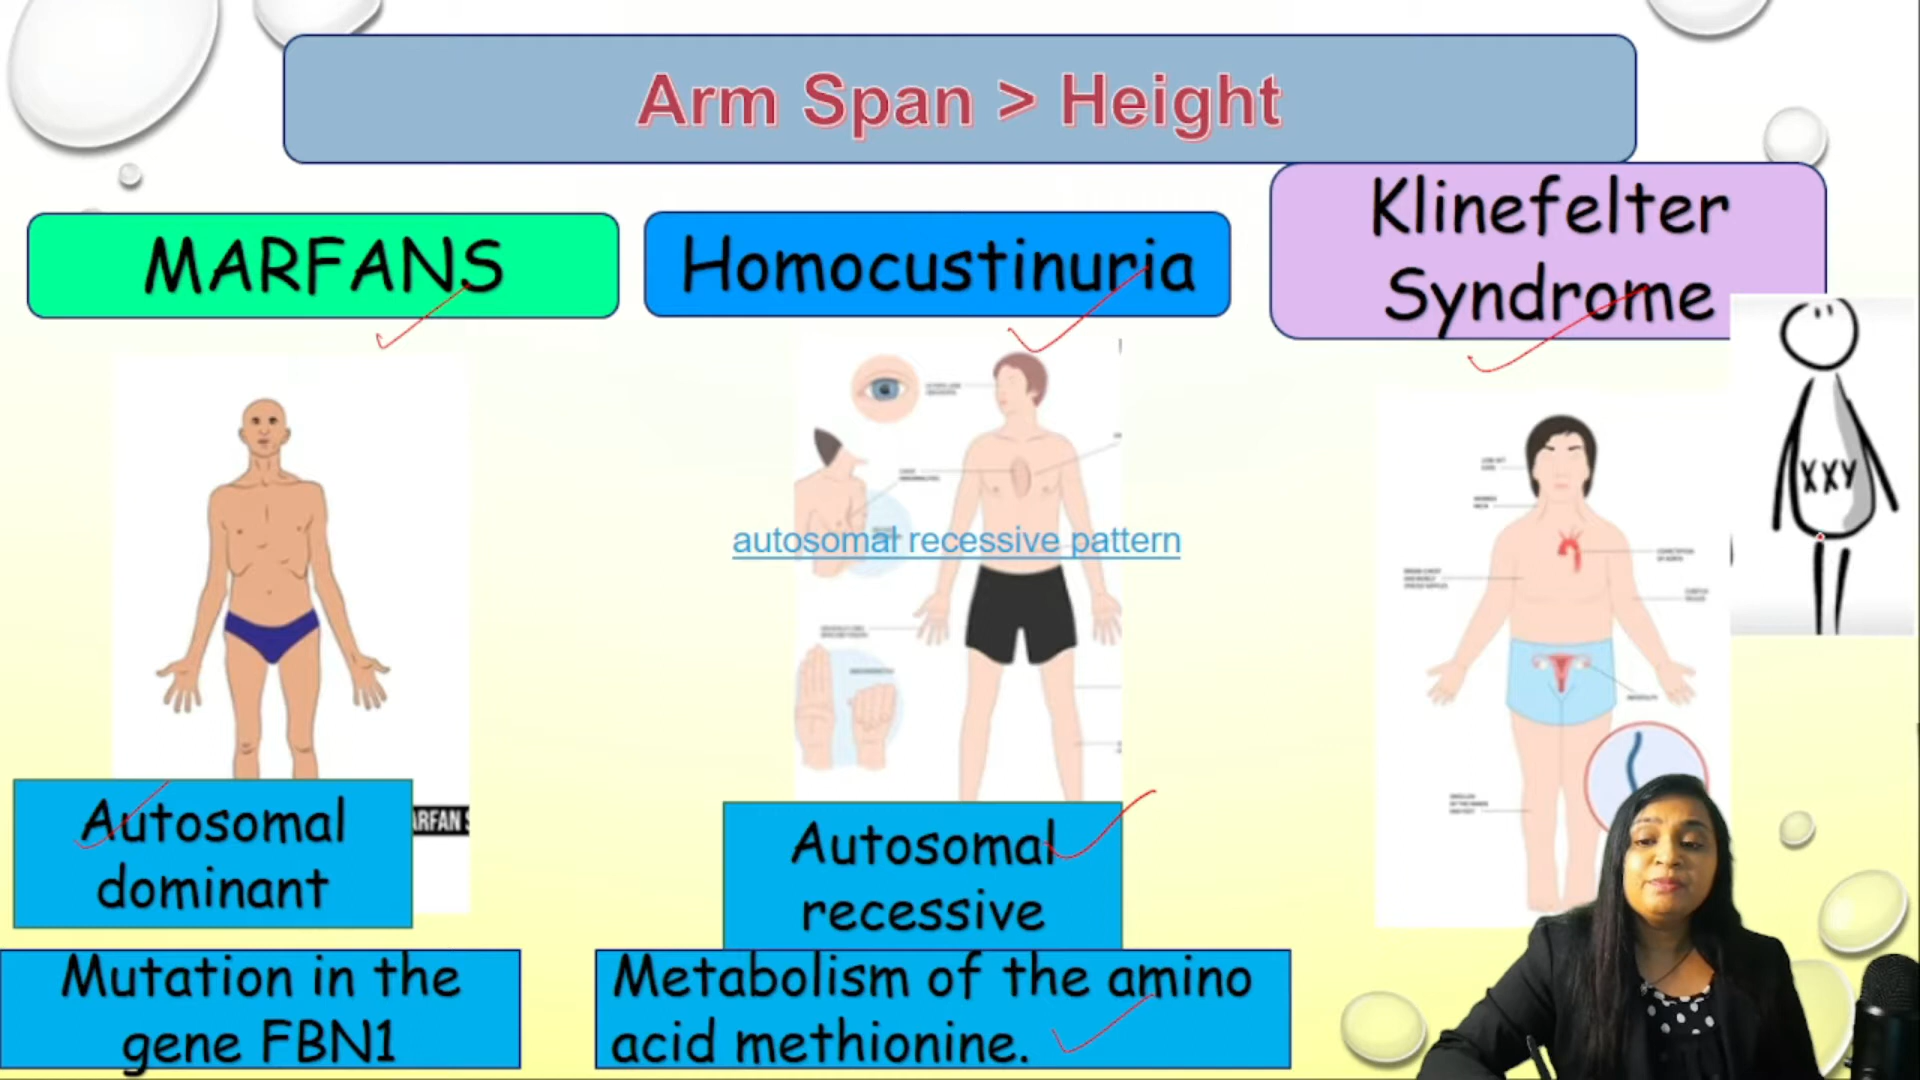 Arm Span > Height
MARFANS
Homocustinuria
Klinefelter
Syndrome
XXY
autosomal recessive pattern
Autosomal
dominant
ARFAN S
Autosomal
recessive
Mutation in the
gene FBN1
Metabolism of the amino
acid methionine.